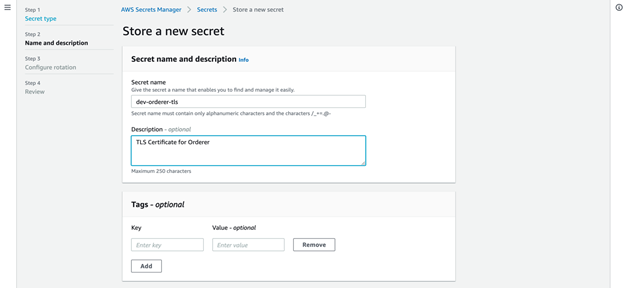 Step 1
Secret type
Step 2
Name and description
Step 3
Configure rotation
Step 4
Review
AWS Secrets Manager > Secrets > Store a new secret
Store a new secret
Secret name and description Info
Secret name
Give the secret a name that enables you to find and manage it easily.
dev-orderer-tls
Secret name must contain only alphanumeric characters and the characters /_+=.@-
Description - optional
TLS Certificate for Orderer
Maximum 250 characters
Tags - optional
Key Value - optional
Enter key Enter value Remove
Add